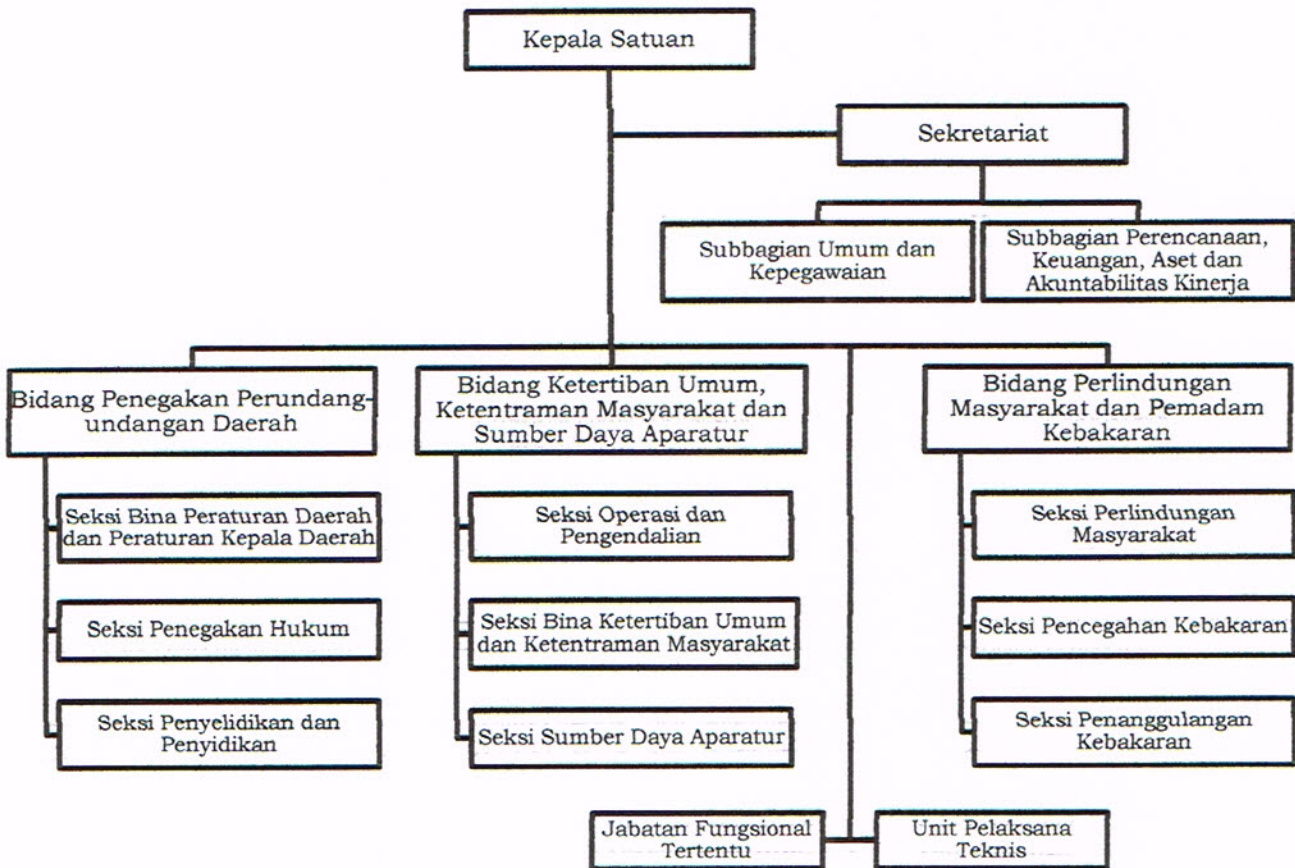 Kepala Satuan
Sekretariat
Subbagian Umum dan
Kepegawaian
Subbagian Perencanaan,
Keuangan, Aset dan
Akuntabilitas Kinerja
Bidang Penegakan Perundang-
undangan Daerah
Bidang Ketertiban Umum,
Ketentraman Masyarakat dan
Sumber Daya Aparatur
Bidang Perlindungan
Masyarakat dan Pemadam
Kebakaran
Seksi Bina Peraturan Daerah
dan Peraturan Kepala Daerah
Seksi Operasi dan
Pengendalian
Seksi Perlindungan
Masyarakat
Seksi Penegakan Hukum
Seksi Bina Ketertiban Umum
dan Ketentraman Masyarakat
Seksi Pencegahan Kebakaran
Seksi Penyelidikan dan
Penyidikan
Seksi Sumber Daya Aparatur
Seksi Penanggulangan
Kebakaran
Jabatan Fungsional
Tertentu
Unit Pelaksana
Teknis